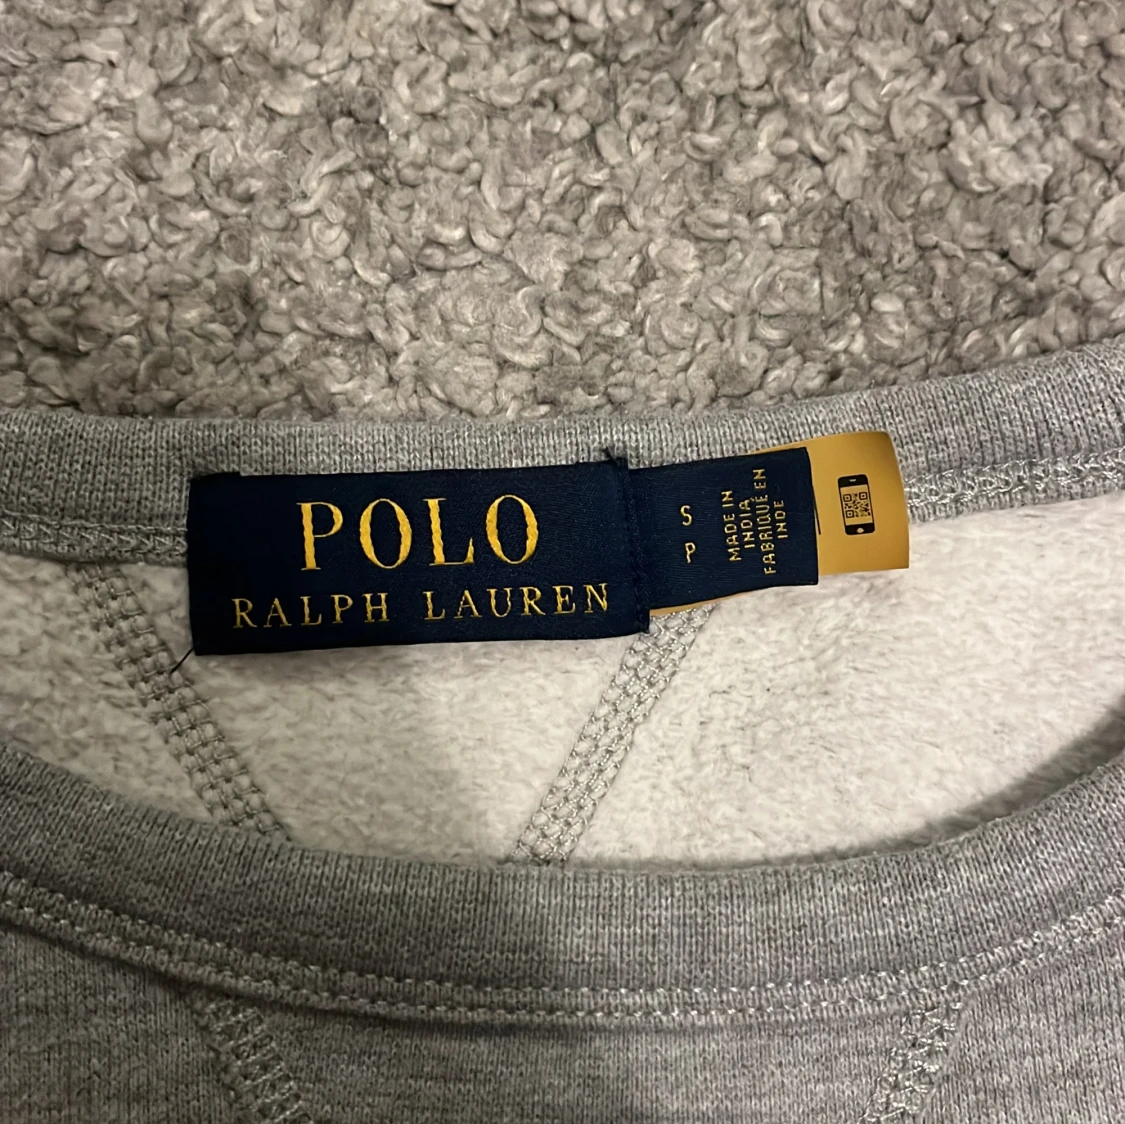 POLO
RALPH LAUREN
S
P
MADE IN
INDIA
FABRIQUÉ EN
INDE